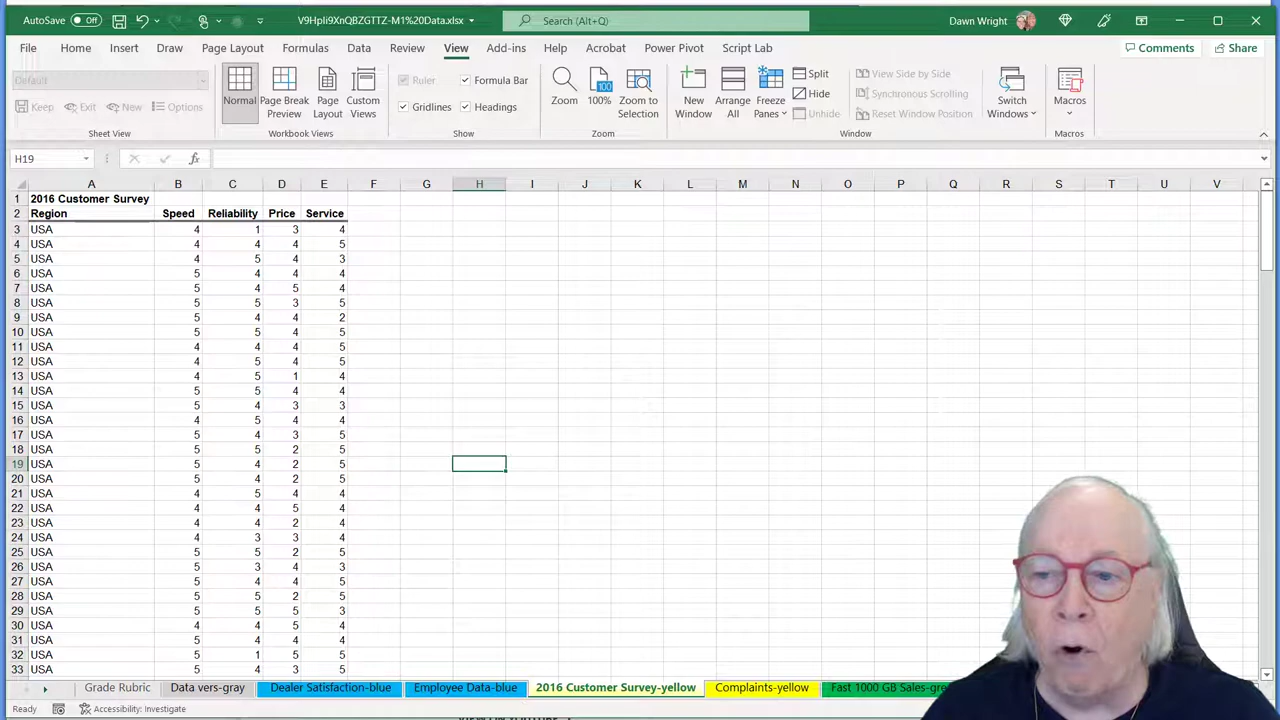 AutoSave Off V9Hpli9XnQBZGTTZ-M1%20Data.xlsx Search (Alt+Q) Dawn Wright
File Home Insert Draw Page Layout Formulas Data Review View Add-ins Help Acrobat Power Pivot Script Lab Comments Share
Default
Keep Exit New Options
Sheet View
Normal Page Break Preview Page Layout Custom Views
Workbook Views
Ruler Formula Bar
Gridlines Headings
Show
Zoom 100% Zoom to Selection
Zoom
New Window Arrange All Freeze Panes Split Hide Unhide
View Side by Side
Synchronous Scrolling
Reset Window Position
Window
Switch Windows
Macros
Macros
H19 fx
A B C D E F G H I J K L M N O P Q R S T U V
1 2016 Customer Survey
2 Region Speed Reliability Price Service
3 USA 4 1 3 4
4 USA 4 4 4 5
5 USA 4 5 4 3
6 USA 5 4 4 4
7 USA 5 4 5 4
8 USA 5 5 3 5
9 USA 5 4 4 2
10 USA 5 5 4 5
11 USA 4 4 4 5
12 USA 4 5 4 5
13 USA 4 5 1 4
14 USA 5 5 4 4
15 USA 5 4 3 3
16 USA 4 5 4 4
17 USA 5 4 3 5
18 USA 5 5 2 5
19 USA 5 4 2 5
20 USA 5 4 2 5
21 USA 4 5 4 4
22 USA 4 4 5 4
23 USA 4 4 2 4
24 USA 4 3 3 4
25 USA 5 5 2 5
26 USA 5 3 4 3
27 USA 5 4 4 5
28 USA 5 5 2 5
29 USA 5 5 5 3
30 USA 4 4 5 4
31 USA 5 4 4 4
32 USA 5 1 5 5
33 USA 5 4 3 5
Grade Rubric Data vers-gray Dealer Satisfaction-blue Employee Data-blue 2016 Customer Survey-yellow Complaints-yellow Fast 1000 GB Sales-gre
Ready Accessibility: Investigate